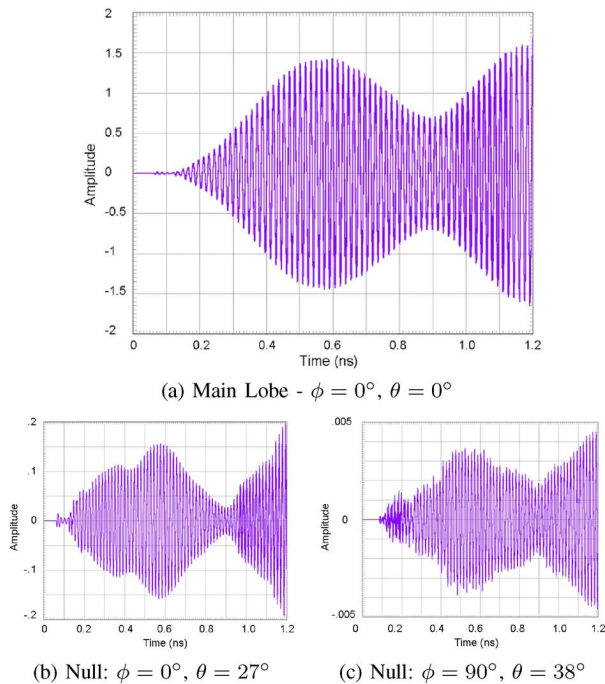 2
1.5
1
0.5
0
-0.5
-1
-1.5
-2
Amplitude
0 0.2 0.4 0.6 0.8 1.0 1.2
Time (ns)
(a) Main Lobe - ϕ = 0°, θ = 0°
.2
.1
0
-.1
-.2
Amplitude
0 0.2 0.4 0.6 0.8 1.0 1.2
Time (ns)
(b) Null: ϕ = 0°, θ = 27°
.005
0
-.005
Amplitude
0 0.2 0.4 0.6 0.8 1.0 1.2
Time (ns)
(c) Null: ϕ = 90°, θ = 38°